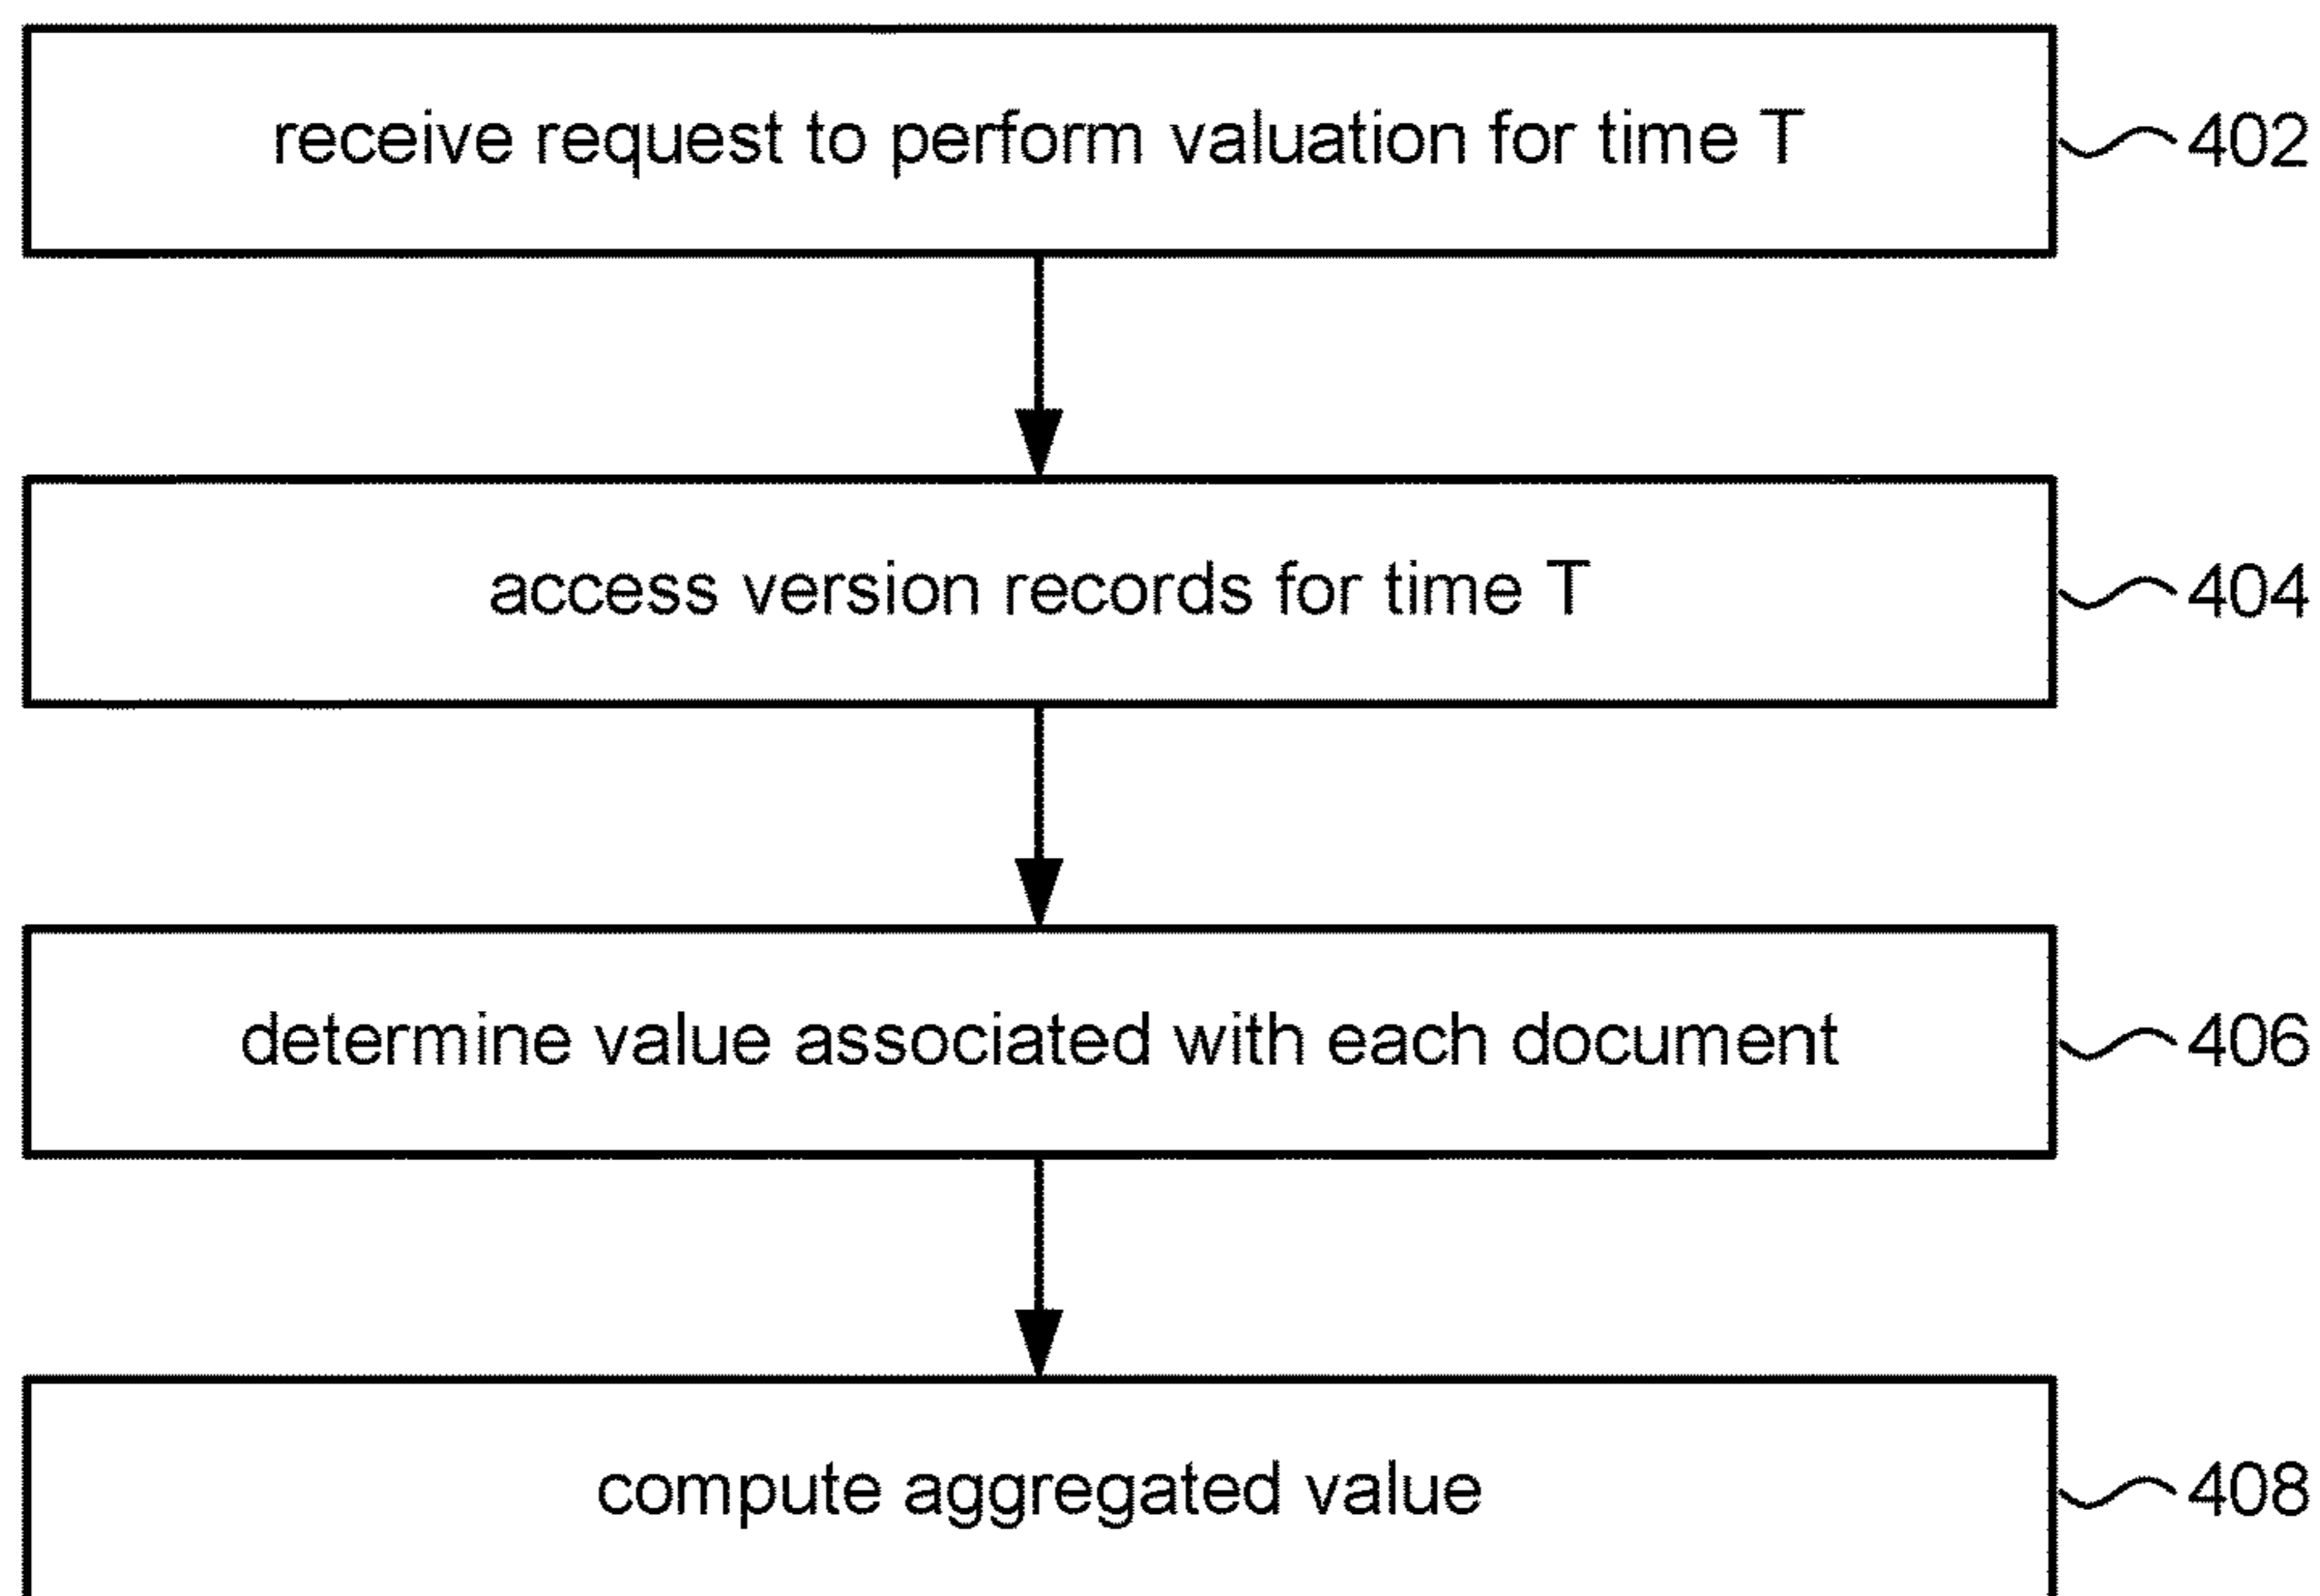 receive request to perform valuation for time T
402
access version records for time T
404
determine value associated with each document
406
compute aggregated value
408